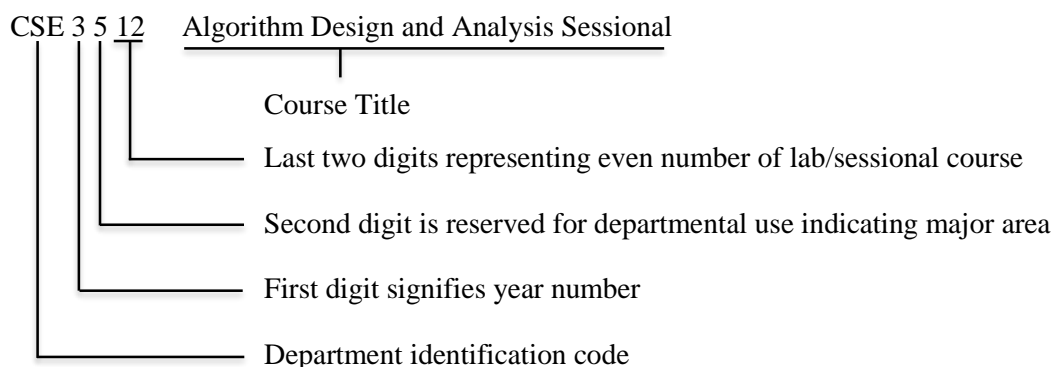 CSE 3 5 12 Algorithm Design and Analysis Sessional
Course Title
Last two digits representing even number of lab/sessional course
Second digit is reserved for departmental use indicating major area
First digit signifies year number
Department identification code